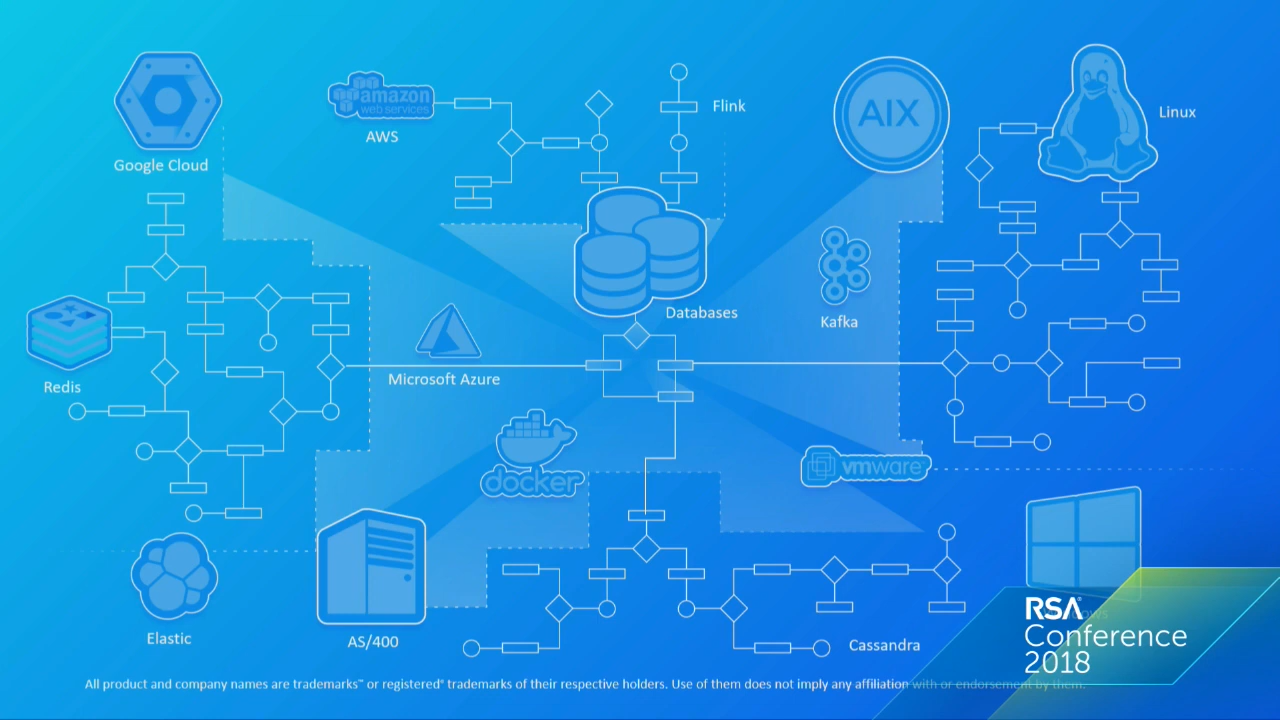 amazon
web services
AWS
Flink
AIX
Linux
Google Cloud
Databases
Kafka
Redis
Microsoft Azure
docker
vmware
Elastic
AS/400
Cassandra
RSA
Conference
2018
All product and company names are trademarks™ or registered® trademarks of their respective holders. Use of them does not imply any affiliation with or endorsement by them.